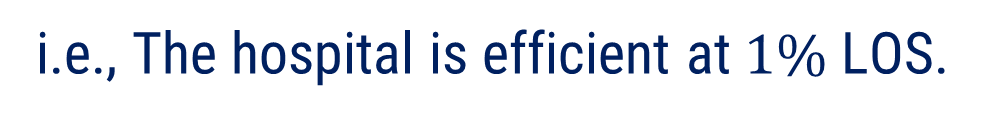 i.e., The hospital is efficient at 1% LOS.